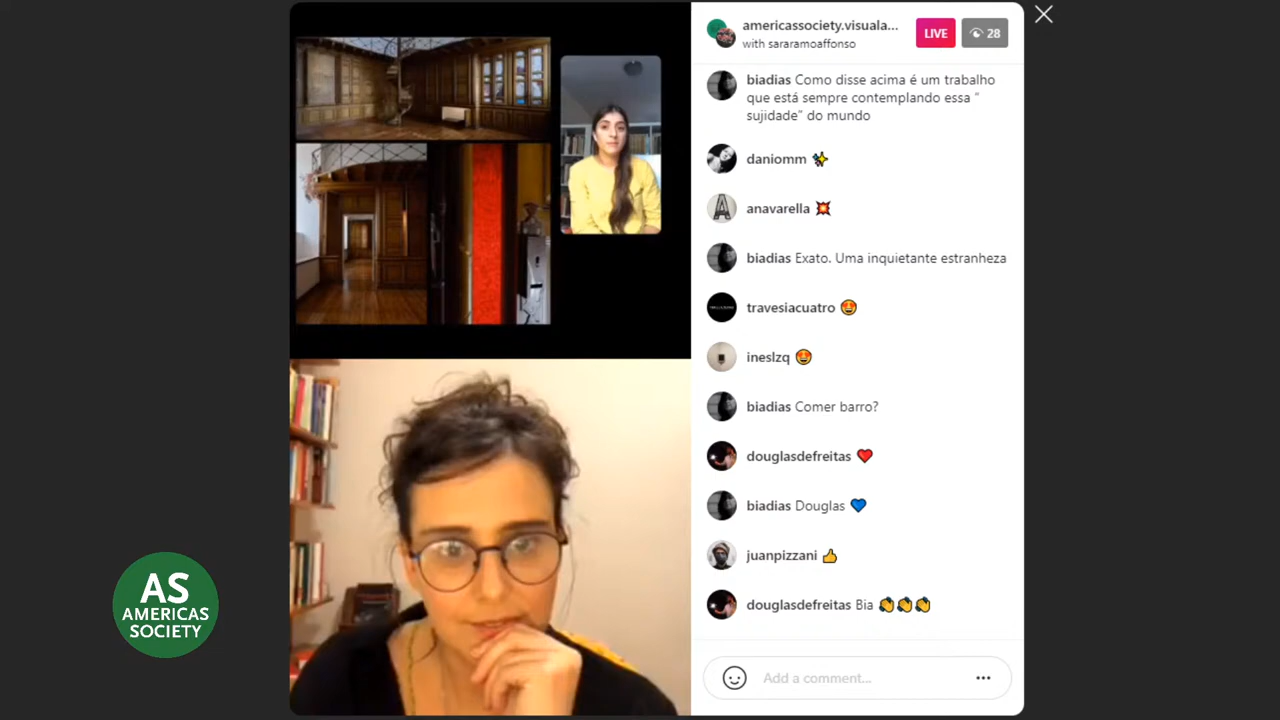 americassociety.visuala...
with sararamoaffonso
LIVE
28
biadias Como disse acima é um trabalho
que está sempre contemplando essa “
sujidade” do mundo
daniomm ✨
anavarella 💥
biadias Exato. Uma inquietante estranheza
travesiacuatro 🤩
ineslzq 🤩
biadias Comer barro?
douglasdefreitas ❤️
biadias Douglas 💙
juanpizzani 👍
douglasdefreitas Bia 👏👏👏
Add a comment...
A
AS
AMERICAS
SOCIETY